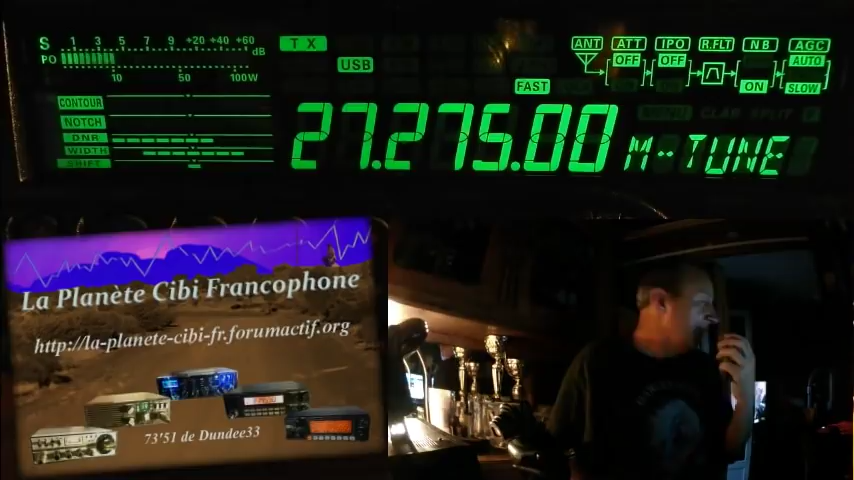 S 1 3 5 7 9 +20 +40 +60 dB
PO 10 50 100W
TX
USB
FAST
ANT ATT IPO R.FLT NB AGC
OFF OFF AUTO
ON SLOW
CONTOUR
NOTCH
DNR
WIDTH
SHIFT
27.275.00 M--TUNE
La Planète Cibi Francophone
http://la-planete-cibi-fr.forumactif.org
73'51 de Dundee33